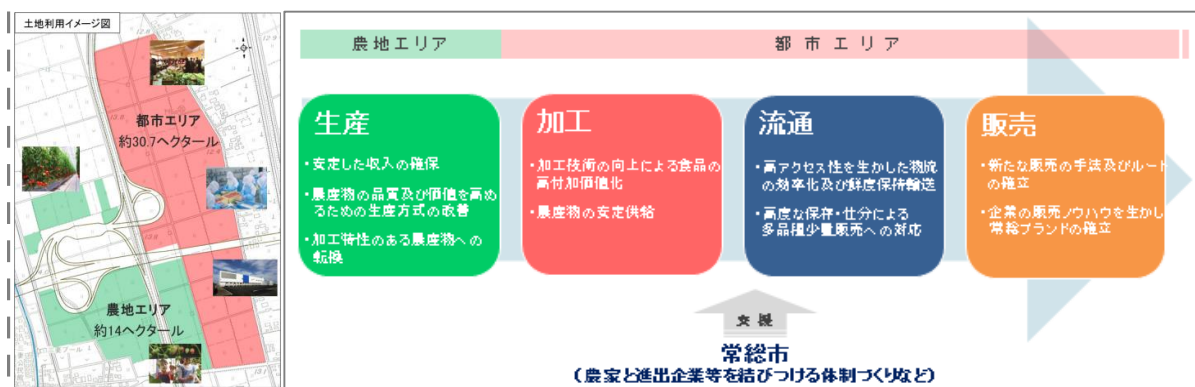 土地利用イメージ図
都市エリア
約30.7ヘクタール
農地エリア
約14ヘクタール
農地エリア
都市エリア
生産
・安定した収入の確保
・農産物の品質及び価値を高め
るための生産方式の改善
・加工特性のある農産物への
転換
加工
・加工技術の向上による食品の
高付加価値化
・農産物の安定供給
流通
・高アクセス性を生かした物流
の効率化及び鮮度保持輸送
・高度な保存・仕分による
多品種少量販売への対応
販売
・新たな販売の手法及びルート
の確立
・企業の販売ノウハウを生かし
常総ブランドの確立
支援
常総市
(農家と進出企業等を結びつける体制づくりなど)